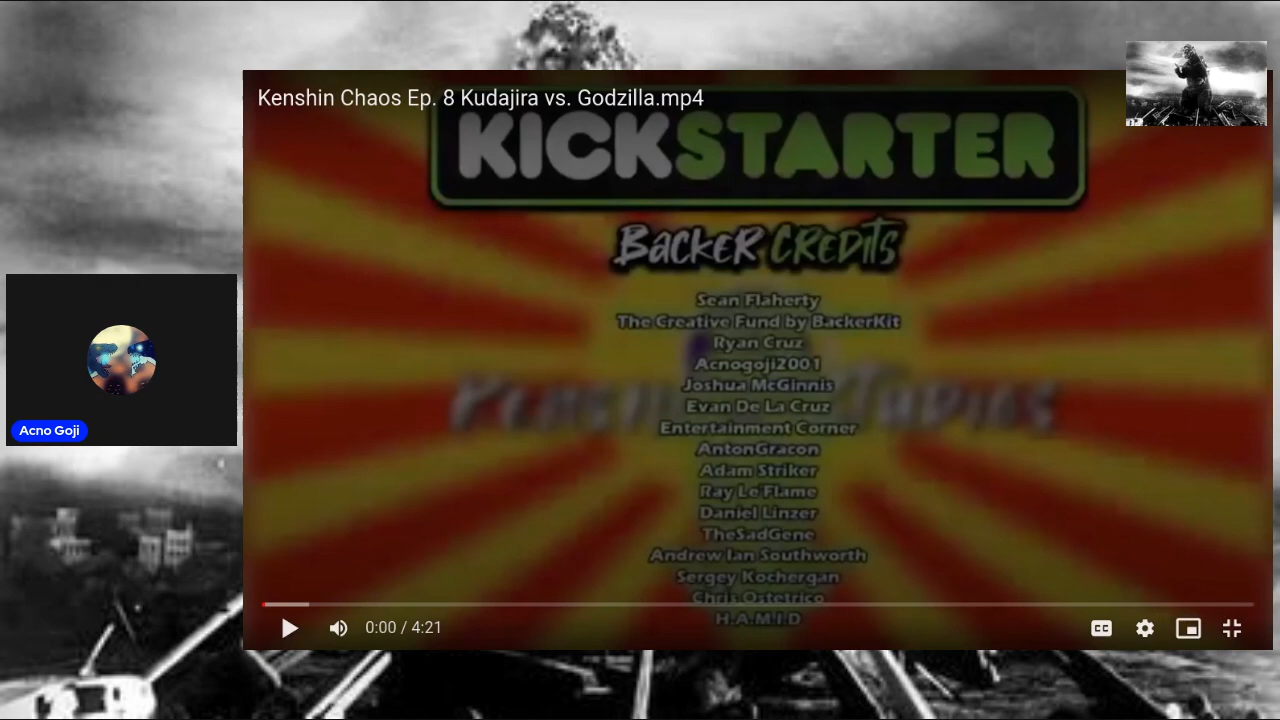 Kenshin Chaos Ep. 8 Kudajira vs. Godzilla.mp4
KICKSTARTER
BACKER CREDITS
Sean Flaherty
The Creative Fund by BackerKit
Ryan Cruz
Acnogoji2001
Joshua McGinnis
Evan De La Cruz
Entertainment Corner
AntonGracon
Adam Striker
Ray Le'Flame
Daniel Linzer
TheSadGene
Andrew Ian Southworth
Sergey Kochergan
Chris Ostetrico
H.A.M.I.D
Acno Goji
0:00 / 4:21
CC